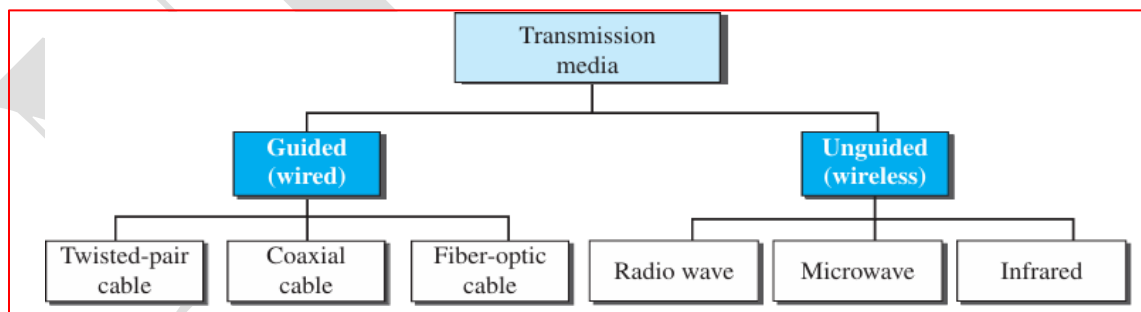 Transmission
media
Guided
(wired)
Unguided
(wireless)
Twisted-pair
cable
Coaxial
cable
Fiber-optic
cable
Radio wave
Microwave
Infrared